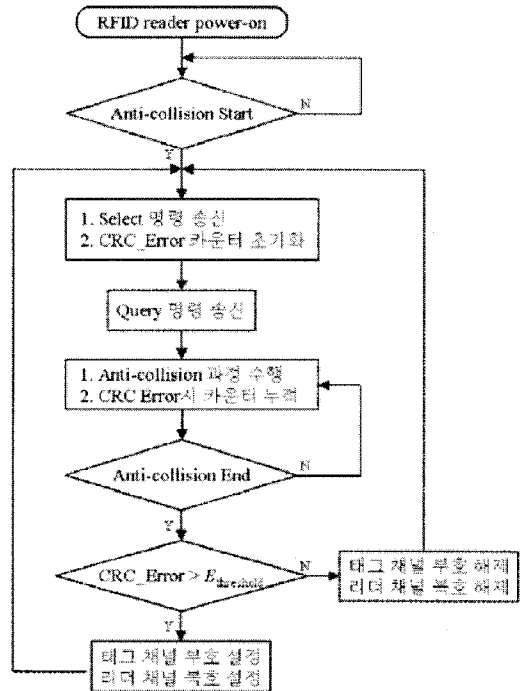 RFID reader power-on
Anti-collision Start
N
Y
1. Select 명령 송신
2. CRC_Error 카운터 초기화
Query 명령 송신
1. Anti-collision 과정 수행
2. CRC Error시 카운터 누적
Anti-collision End
N
Y
CRC_Error > E_threshold
N
Y
태그 채널 부호 해제
리더 채널 복호 해제
태그 채널 부호 설정
리더 채널 복호 설정